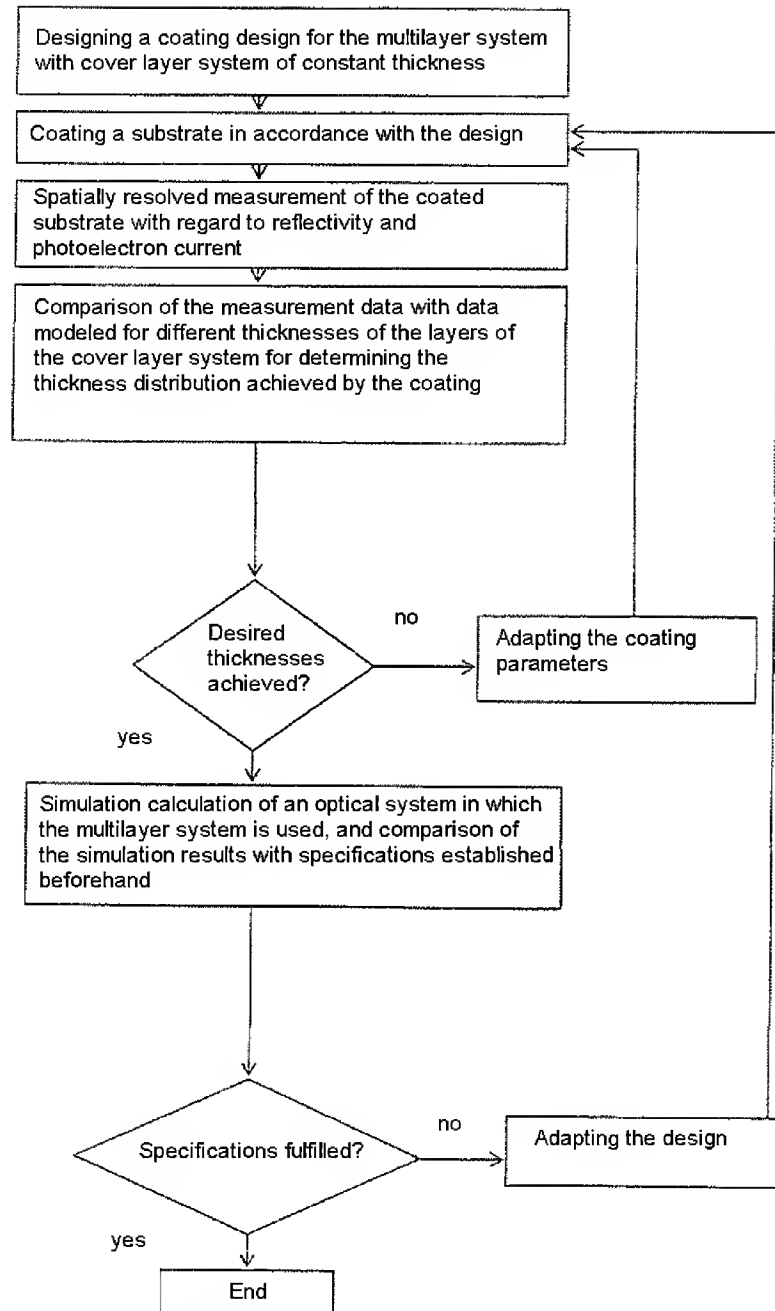 Designing a coating design for the multilayer system
with cover layer system of constant thickness
Coating a substrate in accordance with the design
Spatially resolved measurement of the coated
substrate with regard to reflectivity and
photoelectron current
Comparison of the measurement data with data
modeled for different thicknesses of the layers of
the cover layer system for determining the
thickness distribution achieved by the coating
Desired
thicknesses
achieved?
no
Adapting the coating
parameters
yes
Simulation calculation of an optical system in which
the multilayer system is used, and comparison of
the simulation results with specifications established
beforehand
Specifications fulfilled?
no
Adapting the design
yes
End